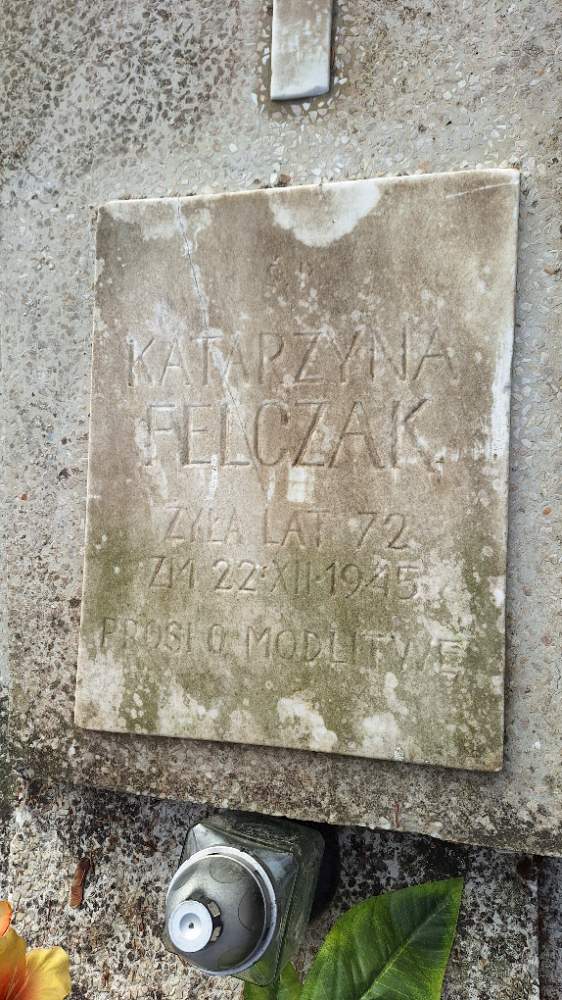 KATARZYNA
FELCZAK
ŻYŁA LAT 72
ZM 22·XII·1945
PROSI O MODLITWĘ